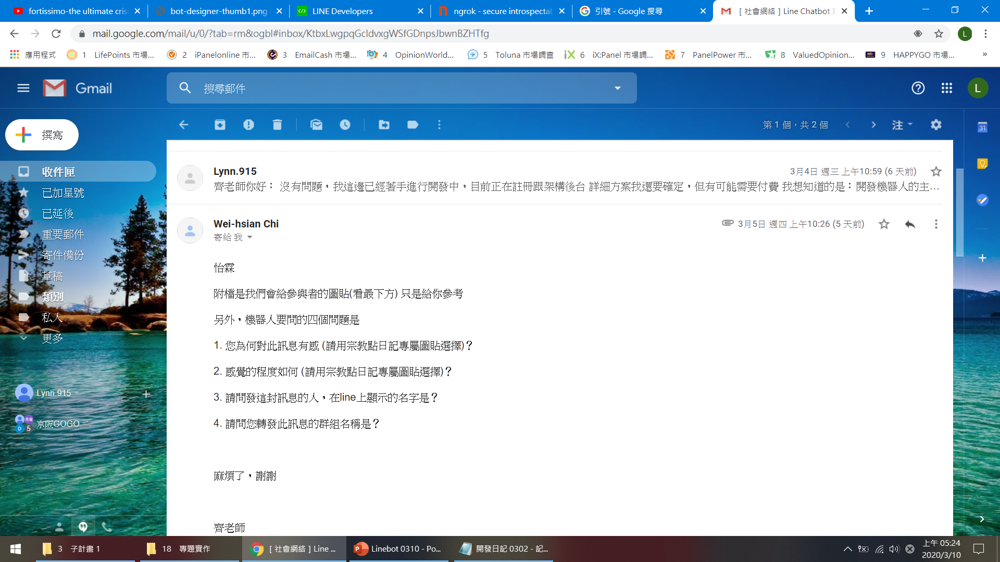 fortissimo-the ultimate cris
bot-designer-thumb1.png
LINE Developers
ngrok - secure introspectab
引號 - Google 搜尋
[ 社會網絡 ] Line Chatbot
mail.google.com/mail/u/0/?tab=rm&ogbl#inbox/KtbxLwgpqGcldvxgWSfGDnpsJbwnBZHTfg
L
應用程式
1 LifePoints 市場...
2 iPanelonline 市...
3 EmailCash 市場...
4 OpinionWorld...
5 Toluna 市場調查
6 iX:Panel 市場調...
7 PanelPower 市...
8 ValuedOpinion...
9 HAPPYGO 市場...
»
Gmail
搜尋郵件
L
撰寫
第 1 個，共 2 個
注
31
收件匣
已加星號
已延後
重要郵件
寄件備份
草稿
類別
私人
更多
Lynn.915
京阪GOGO
D 5
Lynn.915
3月4日 週三 上午10:59 (6 天前)
齊老師你好： 沒有問題，我這邊已經著手進行開發中，目前正在註冊跟架構後台 詳細方案我還要確定，但有可能需要付費 我想知道的是：開發機器人的主...
Wei-hsian Chi
3月5日 週四 上午10:26 (5 天前)
寄給 我
怡霖
附檔是我們會給參與者的圖貼(看最下方) 只是給你參考
另外，機器人要問的四個問題是
1. 您為何對此訊息有感 (請用宗教點日記專屬圖貼選擇)？
2. 感覺的程度如何 (請用宗教點日記專屬圖貼選擇)？
3. 請問發這封訊息的人，在line上顯示的名字是？
4. 請問您轉發此訊息的群組名稱是？
麻煩了，謝謝
齊老師
3 子計畫 1
18 專題實作
[ 社會網絡 ] Line ...
Linebot 0310 - Po...
開發日記 0302 - 記...
上午 05:24
2020/3/10